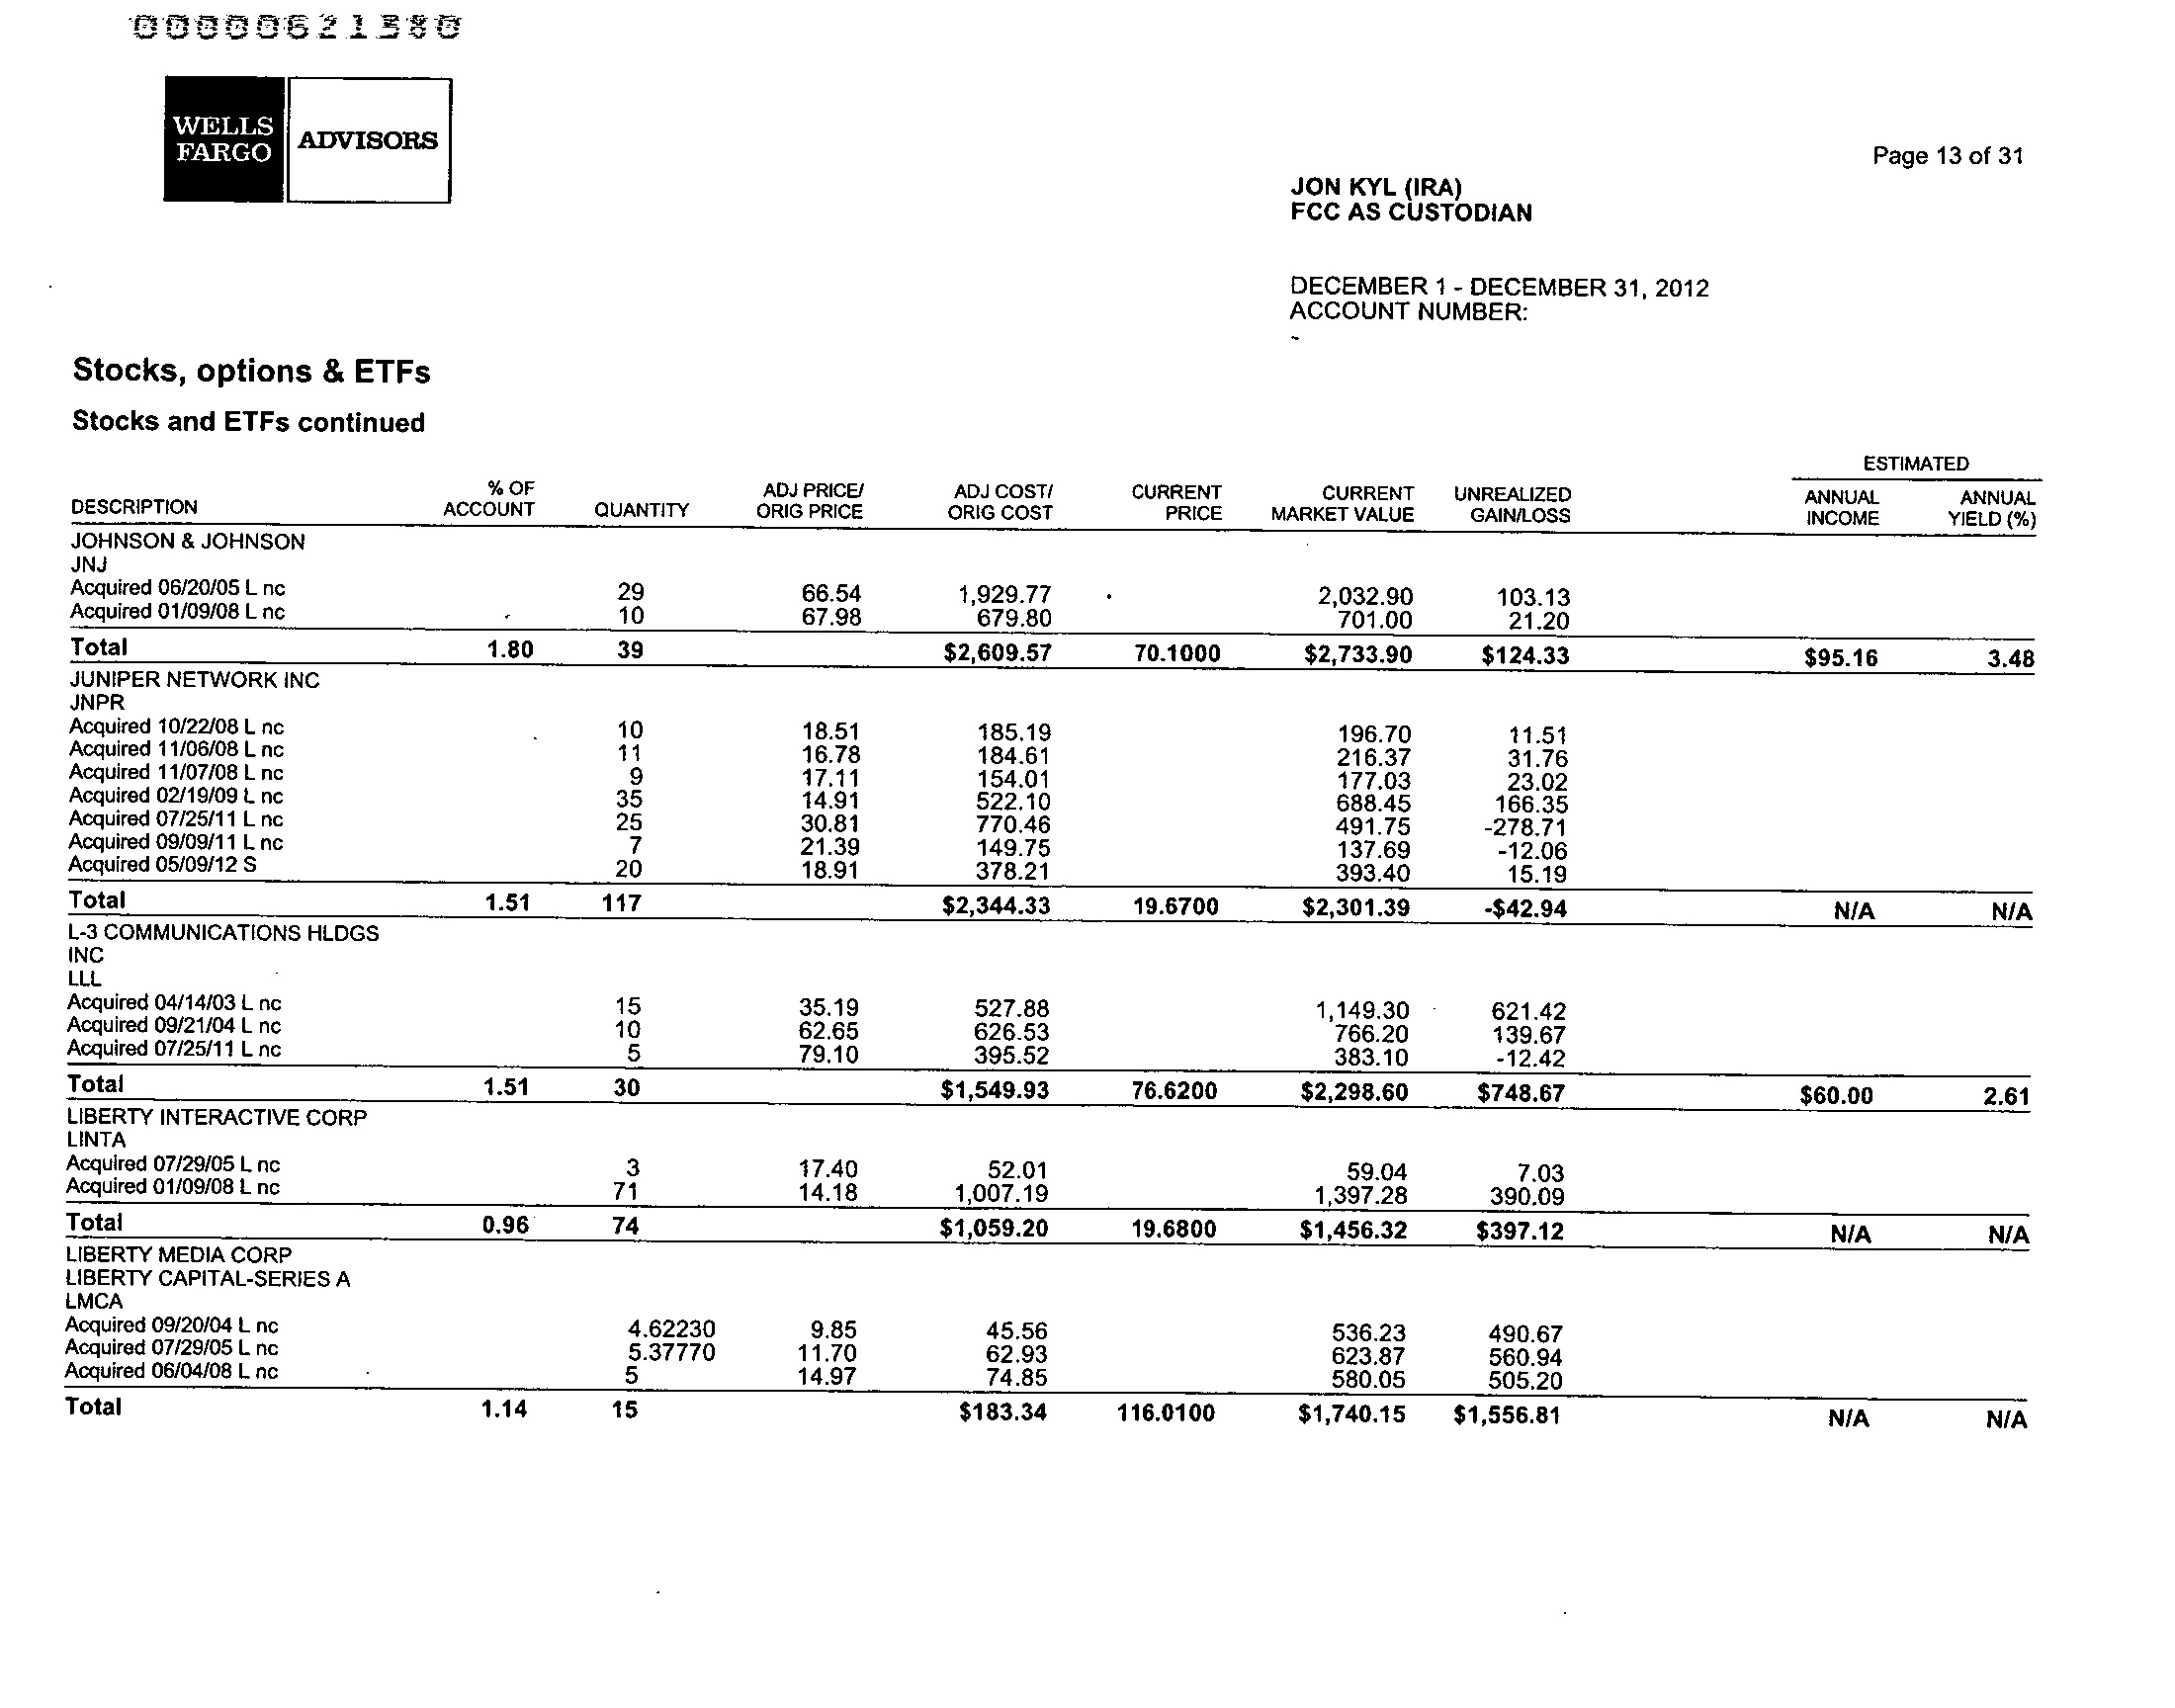 00000621380
WELLS FARGO ADVISORS
Page 13 of 31
JON KYL (IRA)
FCC AS CUSTODIAN
DECEMBER 1 - DECEMBER 31, 2012
ACCOUNT NUMBER:
Stocks, options & ETFs
Stocks and ETFs continued
ESTIMATED
DESCRIPTION % OF ACCOUNT QUANTITY ADJ PRICE/ ORIG PRICE ADJ COST/ ORIG COST CURRENT PRICE CURRENT MARKET VALUE UNREALIZED GAIN/LOSS ANNUAL INCOME ANNUAL YIELD (%)
JOHNSON & JOHNSON
JNJ
Acquired 06/20/05 L nc 29 66.54 1,929.77 2,032.90 103.13
Acquired 01/09/08 L nc 10 67.98 679.80 701.00 21.20
Total 1.80 39 $2,609.57 70.1000 $2,733.90 $124.33 $95.16 3.48
JUNIPER NETWORK INC
JNPR
Acquired 10/22/08 L nc 10 18.51 185.19 196.70 11.51
Acquired 11/06/08 L nc 11 16.78 184.61 216.37 31.76
Acquired 11/07/08 L nc 9 17.11 154.01 177.03 23.02
Acquired 02/19/09 L nc 35 14.91 522.10 688.45 166.35
Acquired 07/25/11 L nc 25 30.81 770.46 491.75 -278.71
Acquired 09/09/11 L nc 7 21.39 149.75 137.69 -12.06
Acquired 05/09/12 S 20 18.91 378.21 393.40 15.19
Total 1.51 117 $2,344.33 19.6700 $2,301.39 -$42.94 N/A N/A
L-3 COMMUNICATIONS HLDGS
INC
LLL
Acquired 04/14/03 L nc 15 35.19 527.88 1,149.30 621.42
Acquired 09/21/04 L nc 10 62.65 626.53 766.20 139.67
Acquired 07/25/11 L nc 5 79.10 395.52 383.10 -12.42
Total 1.51 30 $1,549.93 76.6200 $2,298.60 $748.67 $60.00 2.61
LIBERTY INTERACTIVE CORP
LINTA
Acquired 07/29/05 L nc 3 17.40 52.01 59.04 7.03
Acquired 01/09/08 L nc 71 14.18 1,007.19 1,397.28 390.09
Total 0.96 74 $1,059.20 19.6800 $1,456.32 $397.12 N/A N/A
LIBERTY MEDIA CORP
LIBERTY CAPITAL-SERIES A
LMCA
Acquired 09/20/04 L nc 4.62230 9.85 45.56 536.23 490.67
Acquired 07/29/05 L nc 5.37770 11.70 62.93 623.87 560.94
Acquired 06/04/08 L nc 5 14.97 74.85 580.05 505.20
Total 1.14 15 $183.34 116.0100 $1,740.15 $1,556.81 N/A N/A